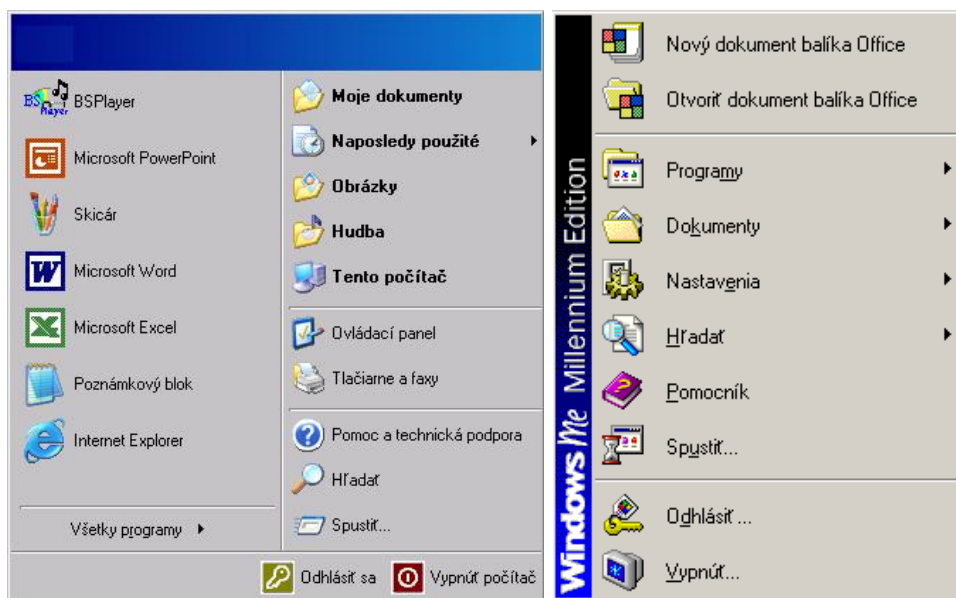 BSPlayer
BSPlayer
Microsoft PowerPoint
Skicár
Microsoft Word
Microsoft Excel
Poznámkový blok
Internet Explorer
Všetky programy
Moje dokumenty
Naposledy použité
Obrázky
Hudba
Tento počítač
Ovládací panel
Tlačiarne a faxy
Pomoc a technická podpora
Hľadať
Spustiť...
Odhlásiť sa
Vypnúť počítač
Windows Me Millennium Edition
Nový dokument balíka Office
Otvoriť dokument balíka Office
Programy
Dokumenty
Nastavenia
Hľadať
Pomocník
Spustiť...
Odhlásiť ...
Vypnúť...